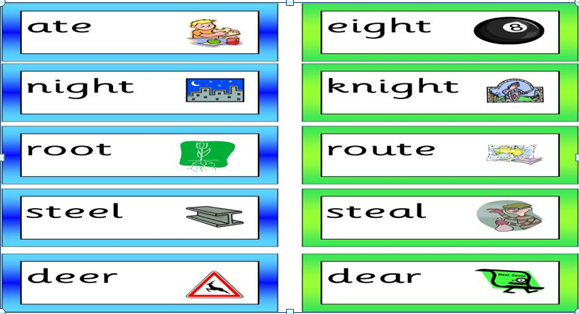 ate
eight
8
night
knight
root
route
steel
steal
deer
dear